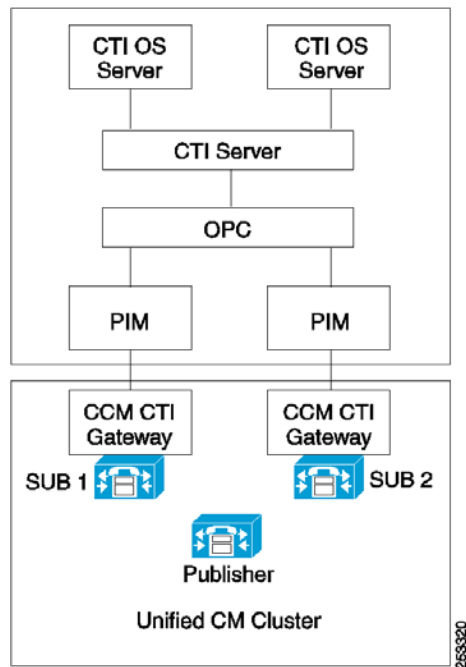 CTI OS
Server
CTI OS
Server
CTI Server
OPC
PIM
PIM
CCM CTI
Gateway
CCM CTI
Gateway
SUB 1
SUB 2
Publisher
Unified CM Cluster
253320